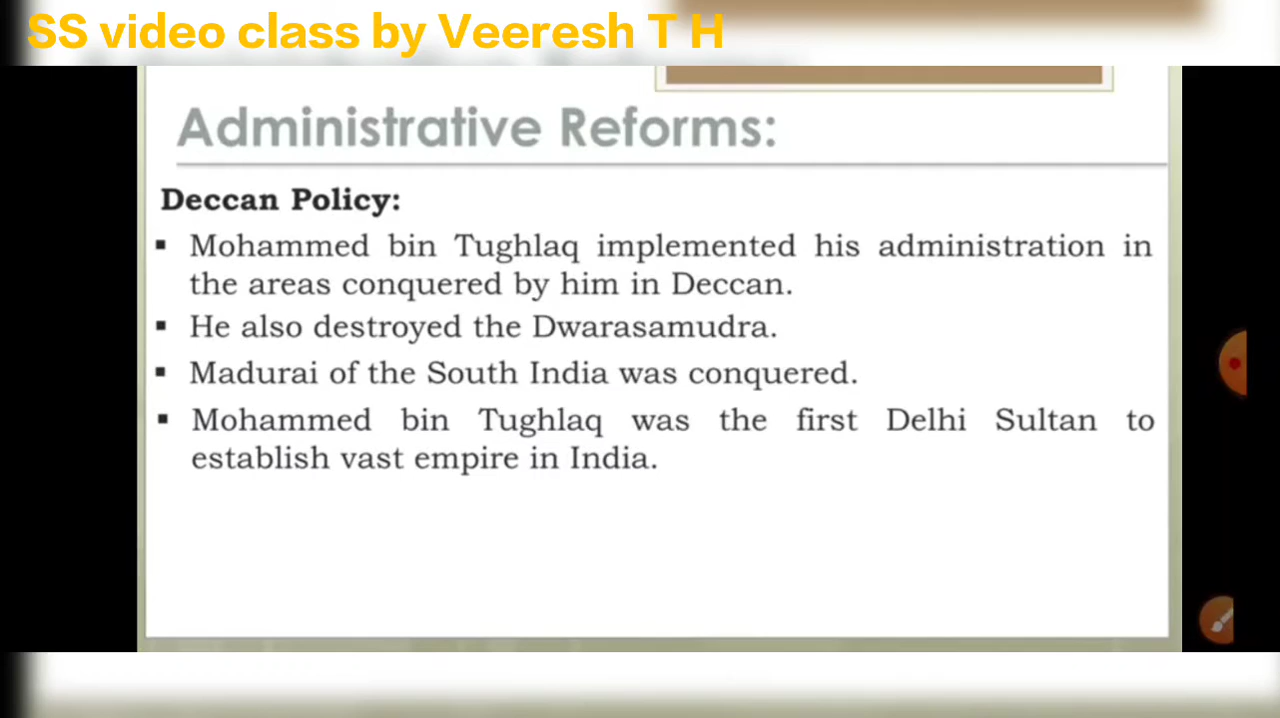 SS video class by Veeresh T H
Administrative Reforms:
Deccan Policy:
▪ Mohammed bin Tughlaq implemented his administration in
the areas conquered by him in Deccan.
▪ He also destroyed the Dwarasamudra.
▪ Madurai of the South India was conquered.
▪ Mohammed bin Tughlaq was the first Delhi Sultan to
establish vast empire in India.